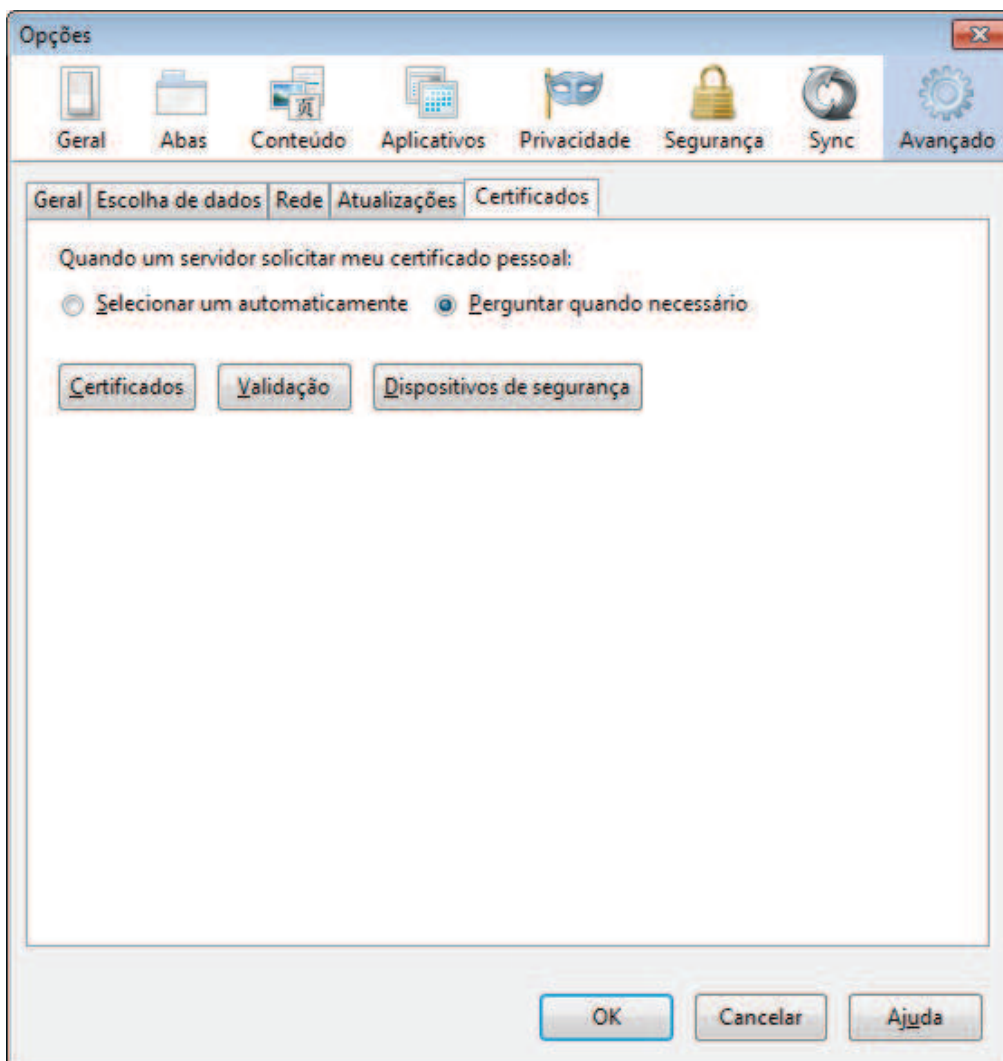 Opções
Geral Abas Conteúdo Aplicativos Privacidade Segurança Sync Avançado
Geral Escolha de dados Rede Atualizações Certificados
Quando um servidor solicitar meu certificado pessoal:
Selecionar um automaticamente Perguntar quando necessário
Certificados Validação Dispositivos de segurança
OK Cancelar Ajuda